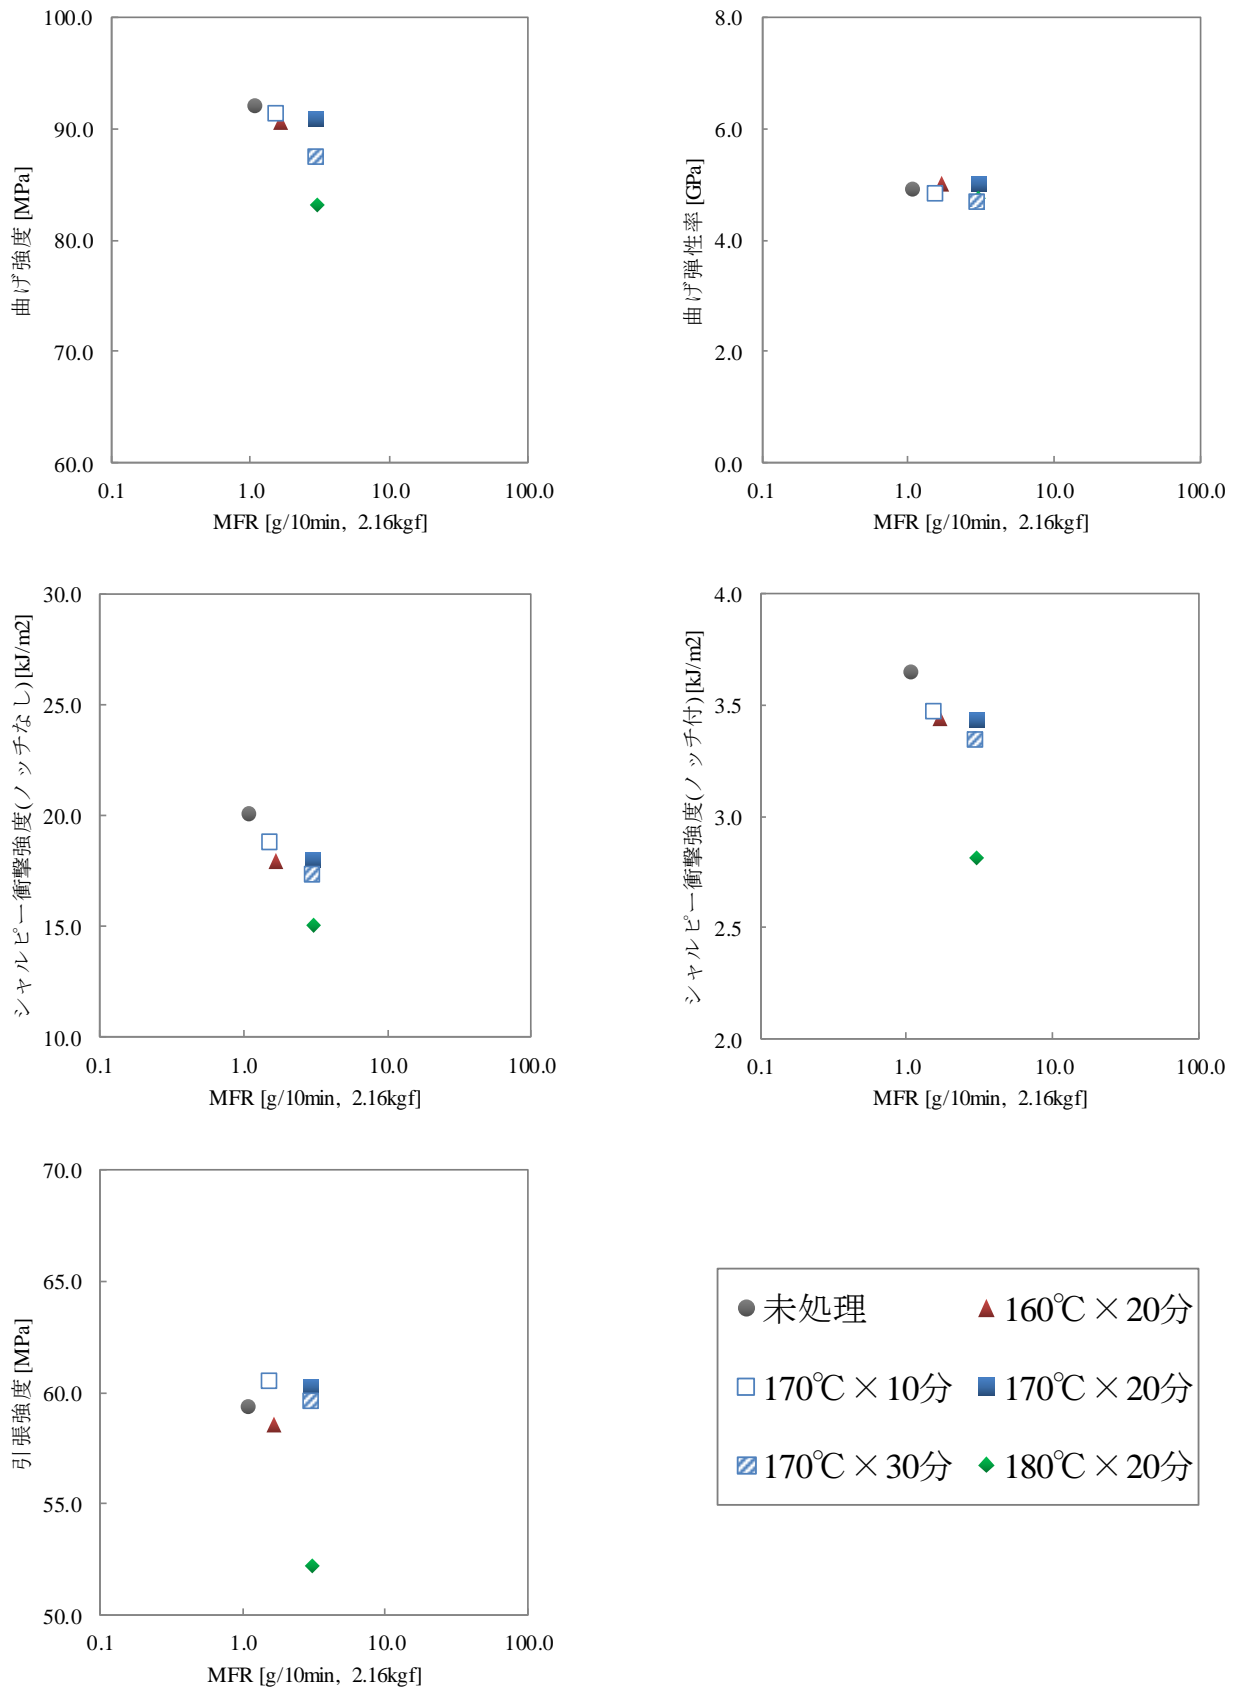 100.0
90.0
80.0
70.0
60.0
0.1
1.0
10.0
100.0
曲げ強度 [MPa]
MFR [g/10min, 2.16kgf]
8.0
6.0
4.0
2.0
0.0
0.1
1.0
10.0
100.0
曲げ弾性率 [GPa]
MFR [g/10min, 2.16kgf]
30.0
25.0
20.0
15.0
10.0
0.1
1.0
10.0
100.0
シャルピー衝撃強度(ノッチなし) [kJ/m2]
MFR [g/10min, 2.16kgf]
4.0
3.5
3.0
2.5
2.0
0.1
1.0
10.0
100.0
シャルピー衝撃強度(ノッチ付) [kJ/m2]
MFR [g/10min, 2.16kgf]
70.0
65.0
60.0
55.0
50.0
0.1
1.0
10.0
100.0
引張強度 [MPa]
MFR [g/10min, 2.16kgf]
未処理
160℃×20分
170℃×10分
170℃×20分
170℃×30分
180℃×20分